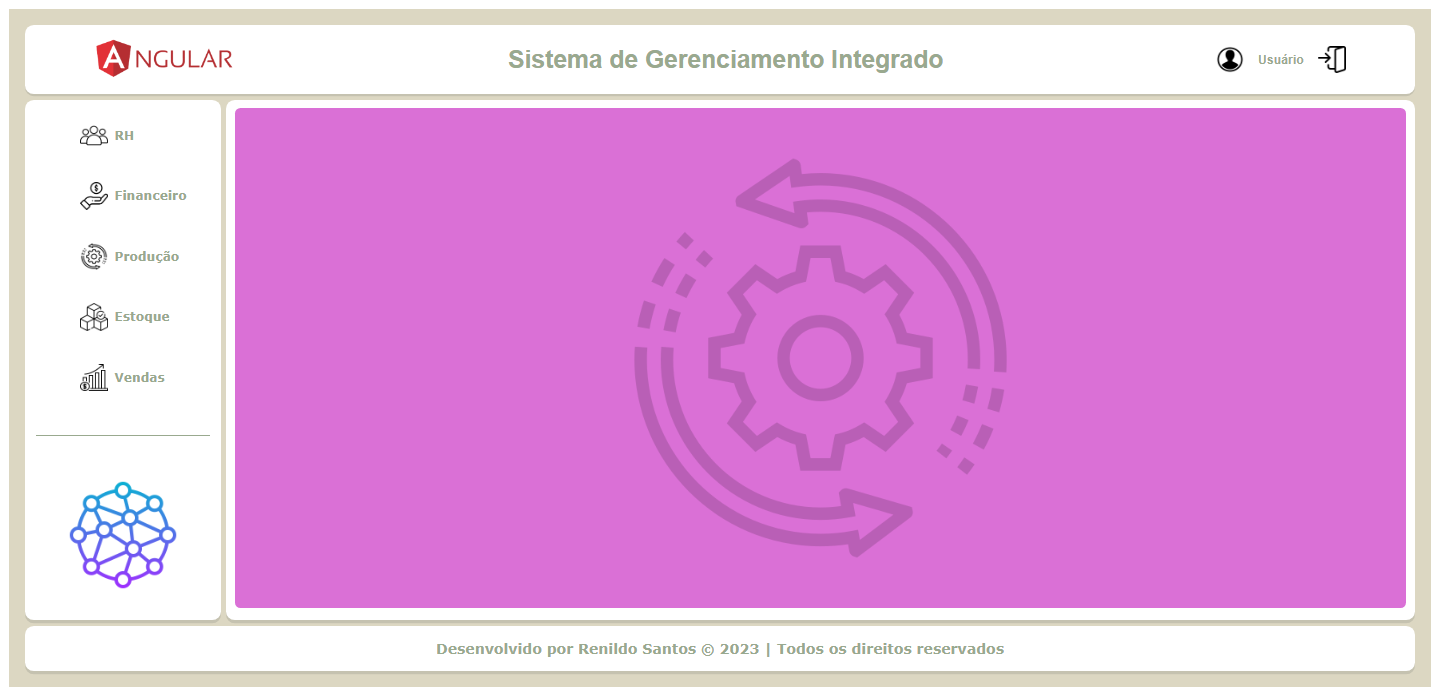 ANGULAR
Sistema de Gerenciamento Integrado
Usuário
RH
Financeiro
Produção
Estoque
Vendas
Desenvolvido por Renildo Santos © 2023 | Todos os direitos reservados